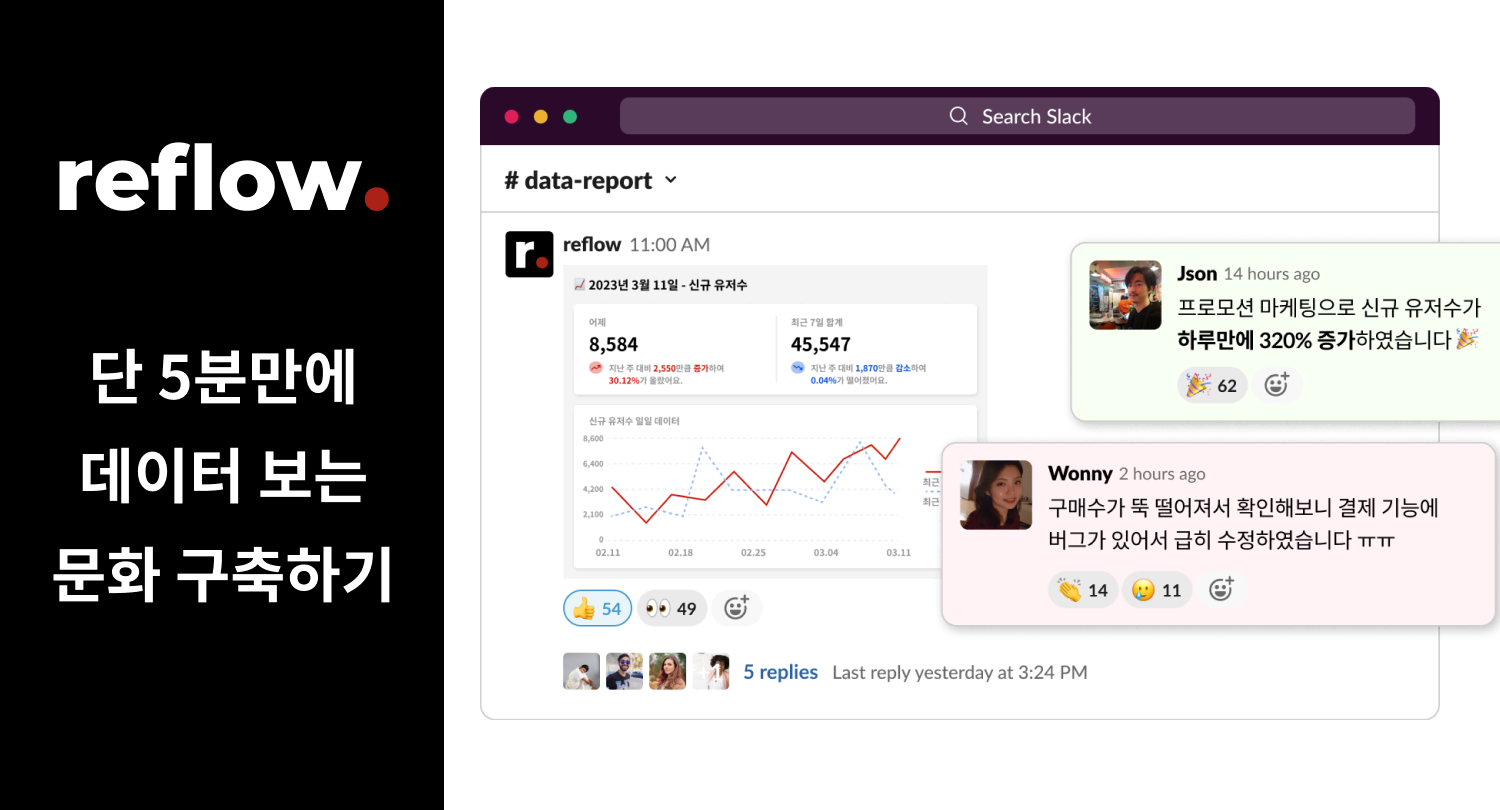 reflow.
단 5분만에
데이터 보는
문화 구축하기
Search Slack
# data-report
r.
reflow 11:00 AM
📈 2023년 3월 11일 - 신규 유저수
어제
8,584
지난 주 대비 2,550만큼 증가하여
30.12%가 올랐어요.
최근 7일 합계
45,547
지난 주 대비 1,870만큼 감소하여
0.04%가 떨어졌어요.
신규 유저수 일일 데이터
8,600
6,400
4,200
2,100
0
02.11 02.18 02.25 03.04 03.11
최근
최근
👍 54 👀 49
+1
5 replies Last reply yesterday at 3:24 PM
Json 14 hours ago
프로모션 마케팅으로 신규 유저수가
하루만에 320% 증가하였습니다🎉
🎉 62
Wonny 2 hours ago
구매수가 뚝 떨어져서 확인해보니 결제 기능에
버그가 있어서 급히 수정하였습니다 ㅠㅠ
👏 14 🥲 11